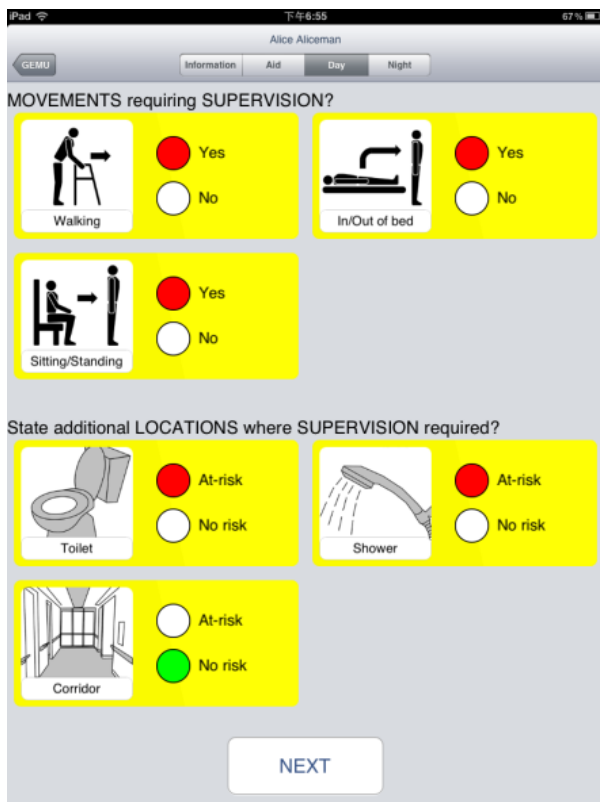 iPad 下午6:55 67%
Alice Aliceman
GEMU Information Aid Day Night
MOVEMENTS requiring SUPERVISION?
Yes
No
Walking
Yes
No
In/Out of bed
Yes
No
Sitting/Standing
State additional LOCATIONS where SUPERVISION required?
At-risk
No risk
Toilet
At-risk
No risk
Shower
At-risk
No risk
Corridor
NEXT